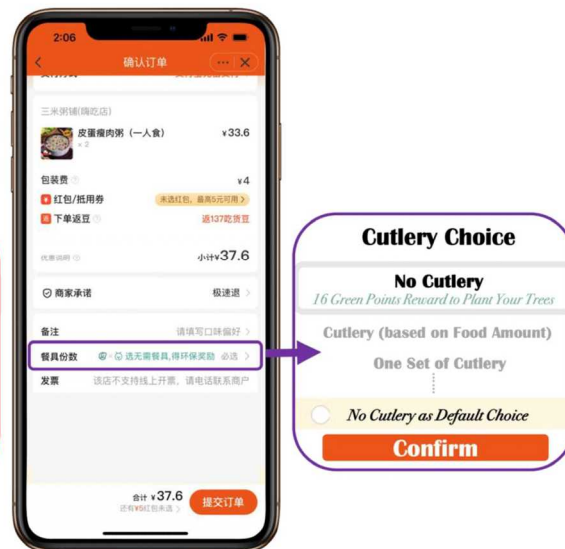 2:06
确认订单
三米粥铺(嗨吃店)
皮蛋瘦肉粥（一人食） ¥33.6
x 2
包装费 ¥4
红包/抵用券 未选红包，最高5元可用 >
下单返豆 返137吃货豆
优惠说明 小计¥37.6
商家承诺 极速退 >
备注 请填写口味偏好 >
餐具份数 选无需餐具,得环保奖励 必选 >
发票 该店不支持线上开票，请电话联系商户
合计 ¥37.6
还有¥5红包未选 >
提交订单
Cutlery Choice
No Cutlery
16 Green Points Reward to Plant Your Trees
Cutlery (based on Food Amount)
One Set of Cutlery
No Cutlery as Default Choice
Confirm